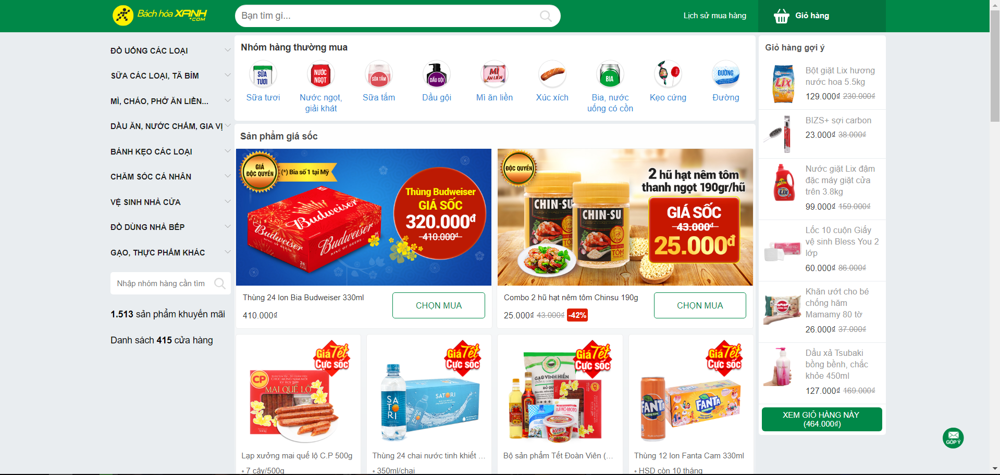 Bách hóa XANH
.COM
Bạn tìm gì...
Lịch sử mua hàng
Giỏ hàng
ĐỒ UỐNG CÁC LOẠI
SỮA CÁC LOẠI, TÃ BỈM
MÌ, CHÁO, PHỞ ĂN LIỀN...
DẦU ĂN, NƯỚC CHẤM, GIA VỊ
BÁNH KẸO CÁC LOẠI
CHĂM SÓC CÁ NHÂN
VỆ SINH NHÀ CỬA
ĐỒ DÙNG NHÀ BẾP
GẠO, THỰC PHẨM KHÁC
Nhập nhóm hàng cần tìm
1.513 sản phẩm khuyến mãi
Danh sách 415 cửa hàng
Nhóm hàng thường mua
SỮA
TƯƠI
NƯỚC
NGỌT
SỮA TẮM
DẦU GỘI
MÌ
ĂN LIỀN
BIA
ĐƯỜNG
Sữa tươi
Nước ngọt,
giải khát
Sữa tắm
Dầu gội
Mì ăn liền
Xúc xích
Bia, nước
uống có cồn
Kẹo cứng
Đường
Sản phẩm giá sốc
GIÁ
ĐỘC QUYỀN
(*) Bia số 1 tại Mỹ
Budweiser
Budweiser
KING OF BEERS
Budweiser
KING OF BEERS
24
Thùng Budweiser
GIÁ SỐC
320.000đ
410.000đ
Thùng 24 lon Bia Budweiser 330ml
410.000₫
CHỌN MUA
ĐỘC QUYỀN
2 hũ hạt nêm tôm
thanh ngọt 190gr/hũ
CHIN-SU
CHIN-SU
TÔM
GIÁ SỐC
43.000đ
25.000đ
Combo 2 hũ hạt nêm tôm Chinsu 190g
25.000₫ 43.000₫ -42%
CHỌN MUA
Giá Tết
Cực sốc
CP
CHÚC MỪNG NĂM MỚI
MAI QUẾ LỘ
500g
Lạp xưởng mai quế lộ C.P 500g
• 7 cây/500g
Giá Tết
Cực sốc
SA
TO
RI
SATORI
Thùng 24 chai nước tinh khiết ...
• 350ml/chai
Giá Tết
Cực sốc
GẠO VINH HIỂN
AJI-NO-MOTO
Bộ sản phẩm Tết Đoàn Viên (...
Giá Tết
Cực sốc
FANTA
FANTA
Thùng 12 lon Fanta Cam 330ml
• HSD còn 10 tháng
Giỏ hàng gợi ý
Lix
nước hoa
Bột giặt Lix hương
nước hoa 5.5kg
129.000₫ 230.000₫
BIZS+ sợi carbon
23.000₫ 38.000₫
Lix
Nước giặt Lix đậm
đặc máy giặt cửa
trên 3.8kg
99.000₫ 159.000₫
Lốc 10 cuộn Giấy
vệ sinh Bless You 2
lớp
60.000₫ 86.000₫
Mamamy
Khăn ướt cho bé
chống hăm
Mamamy 80 tờ
26.000₫ 37.000₫
TSUBAKI
Dầu xả Tsubaki
bồng bềnh, chắc
khỏe 450ml
127.000₫ 169.000₫
XEM GIỎ HÀNG NÀY
(464.000₫)
GÓP Ý